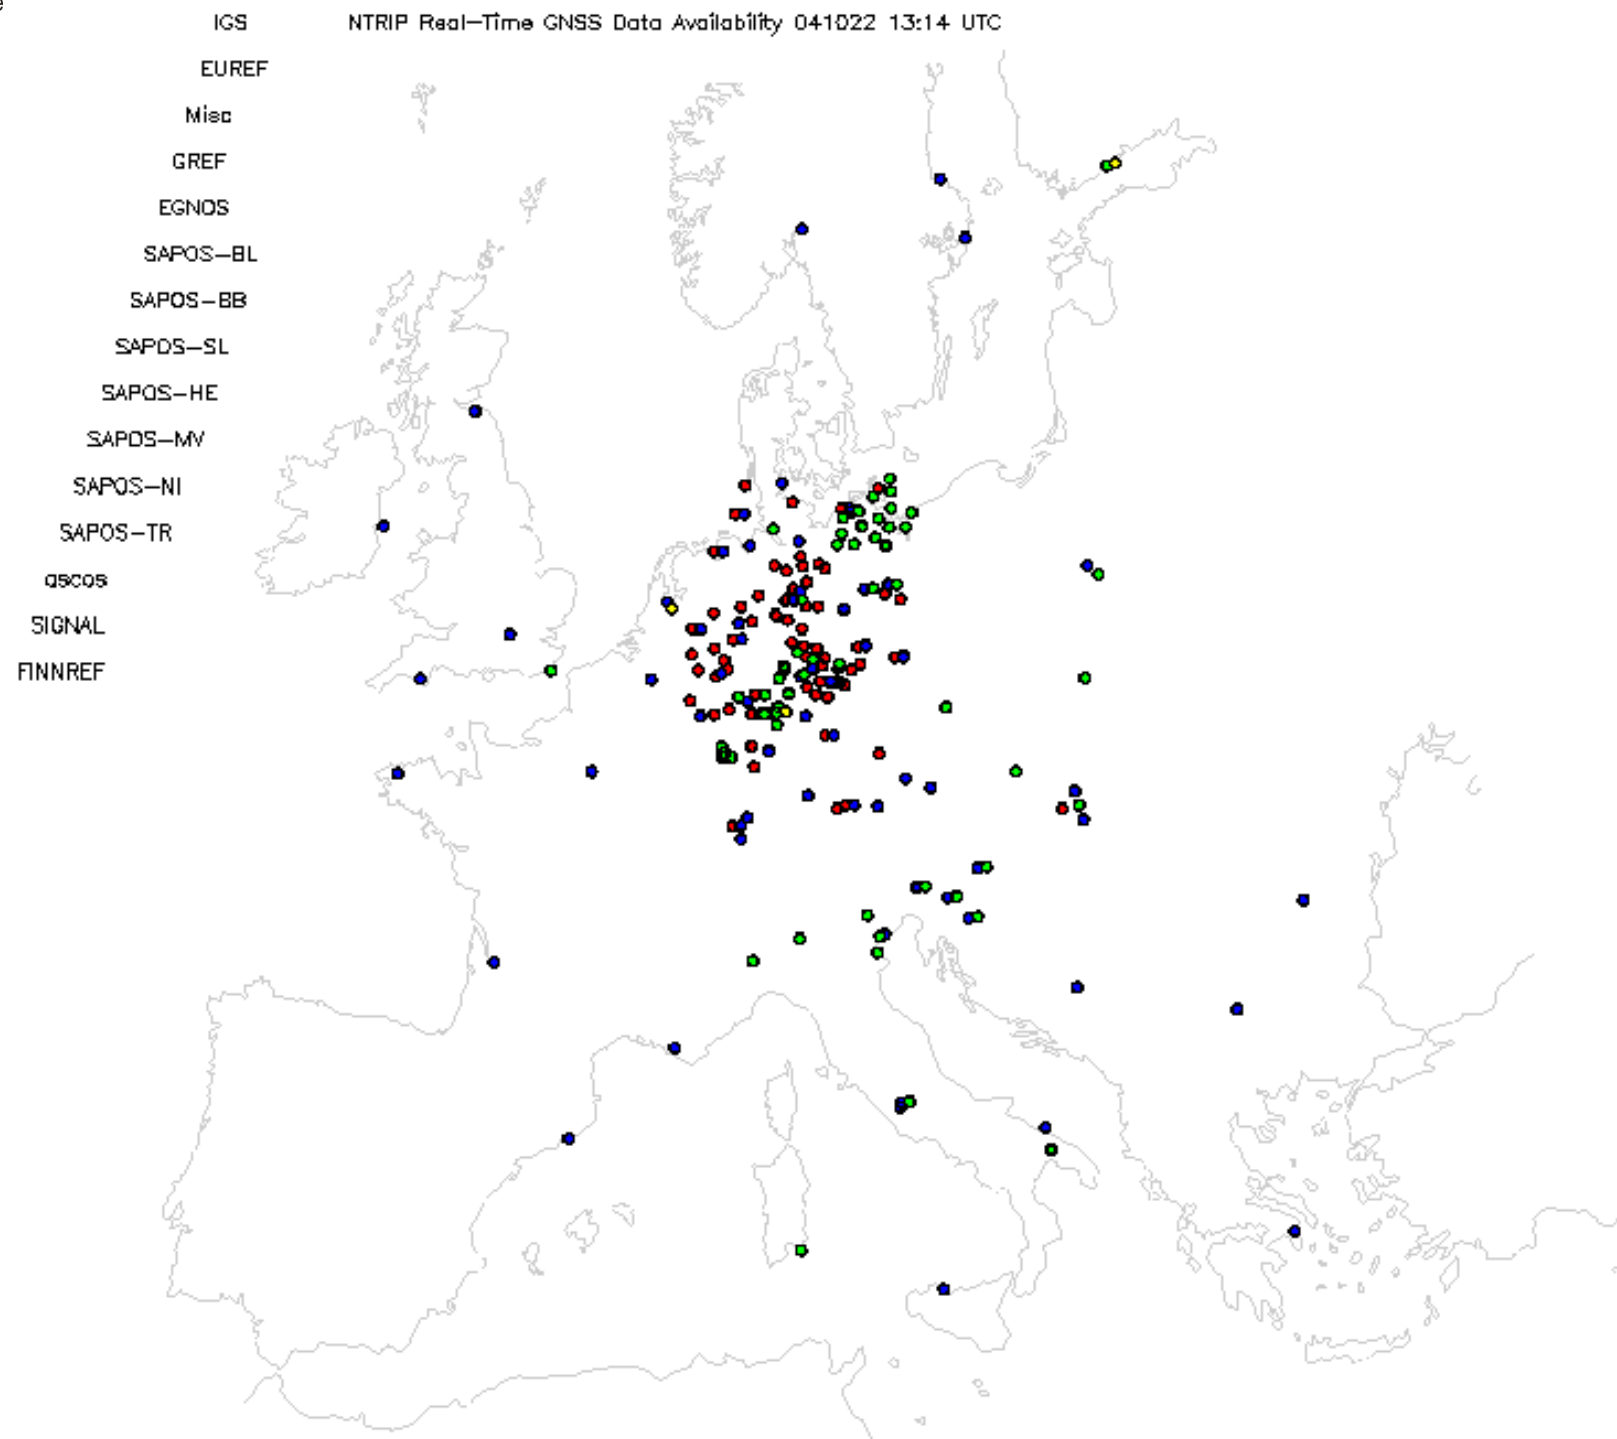 IGS NTRIP Real-Time GNSS Data Availability 041022 13:14 UTC
EUREF
Misc
GREF
EGNOS
SAPOS-BL
SAPOS-BB
SAPOS-SL
SAPOS-HE
SAPOS-MV
SAPOS-NI
SAPOS-TR
ascos
SIGNAL
FINNREF